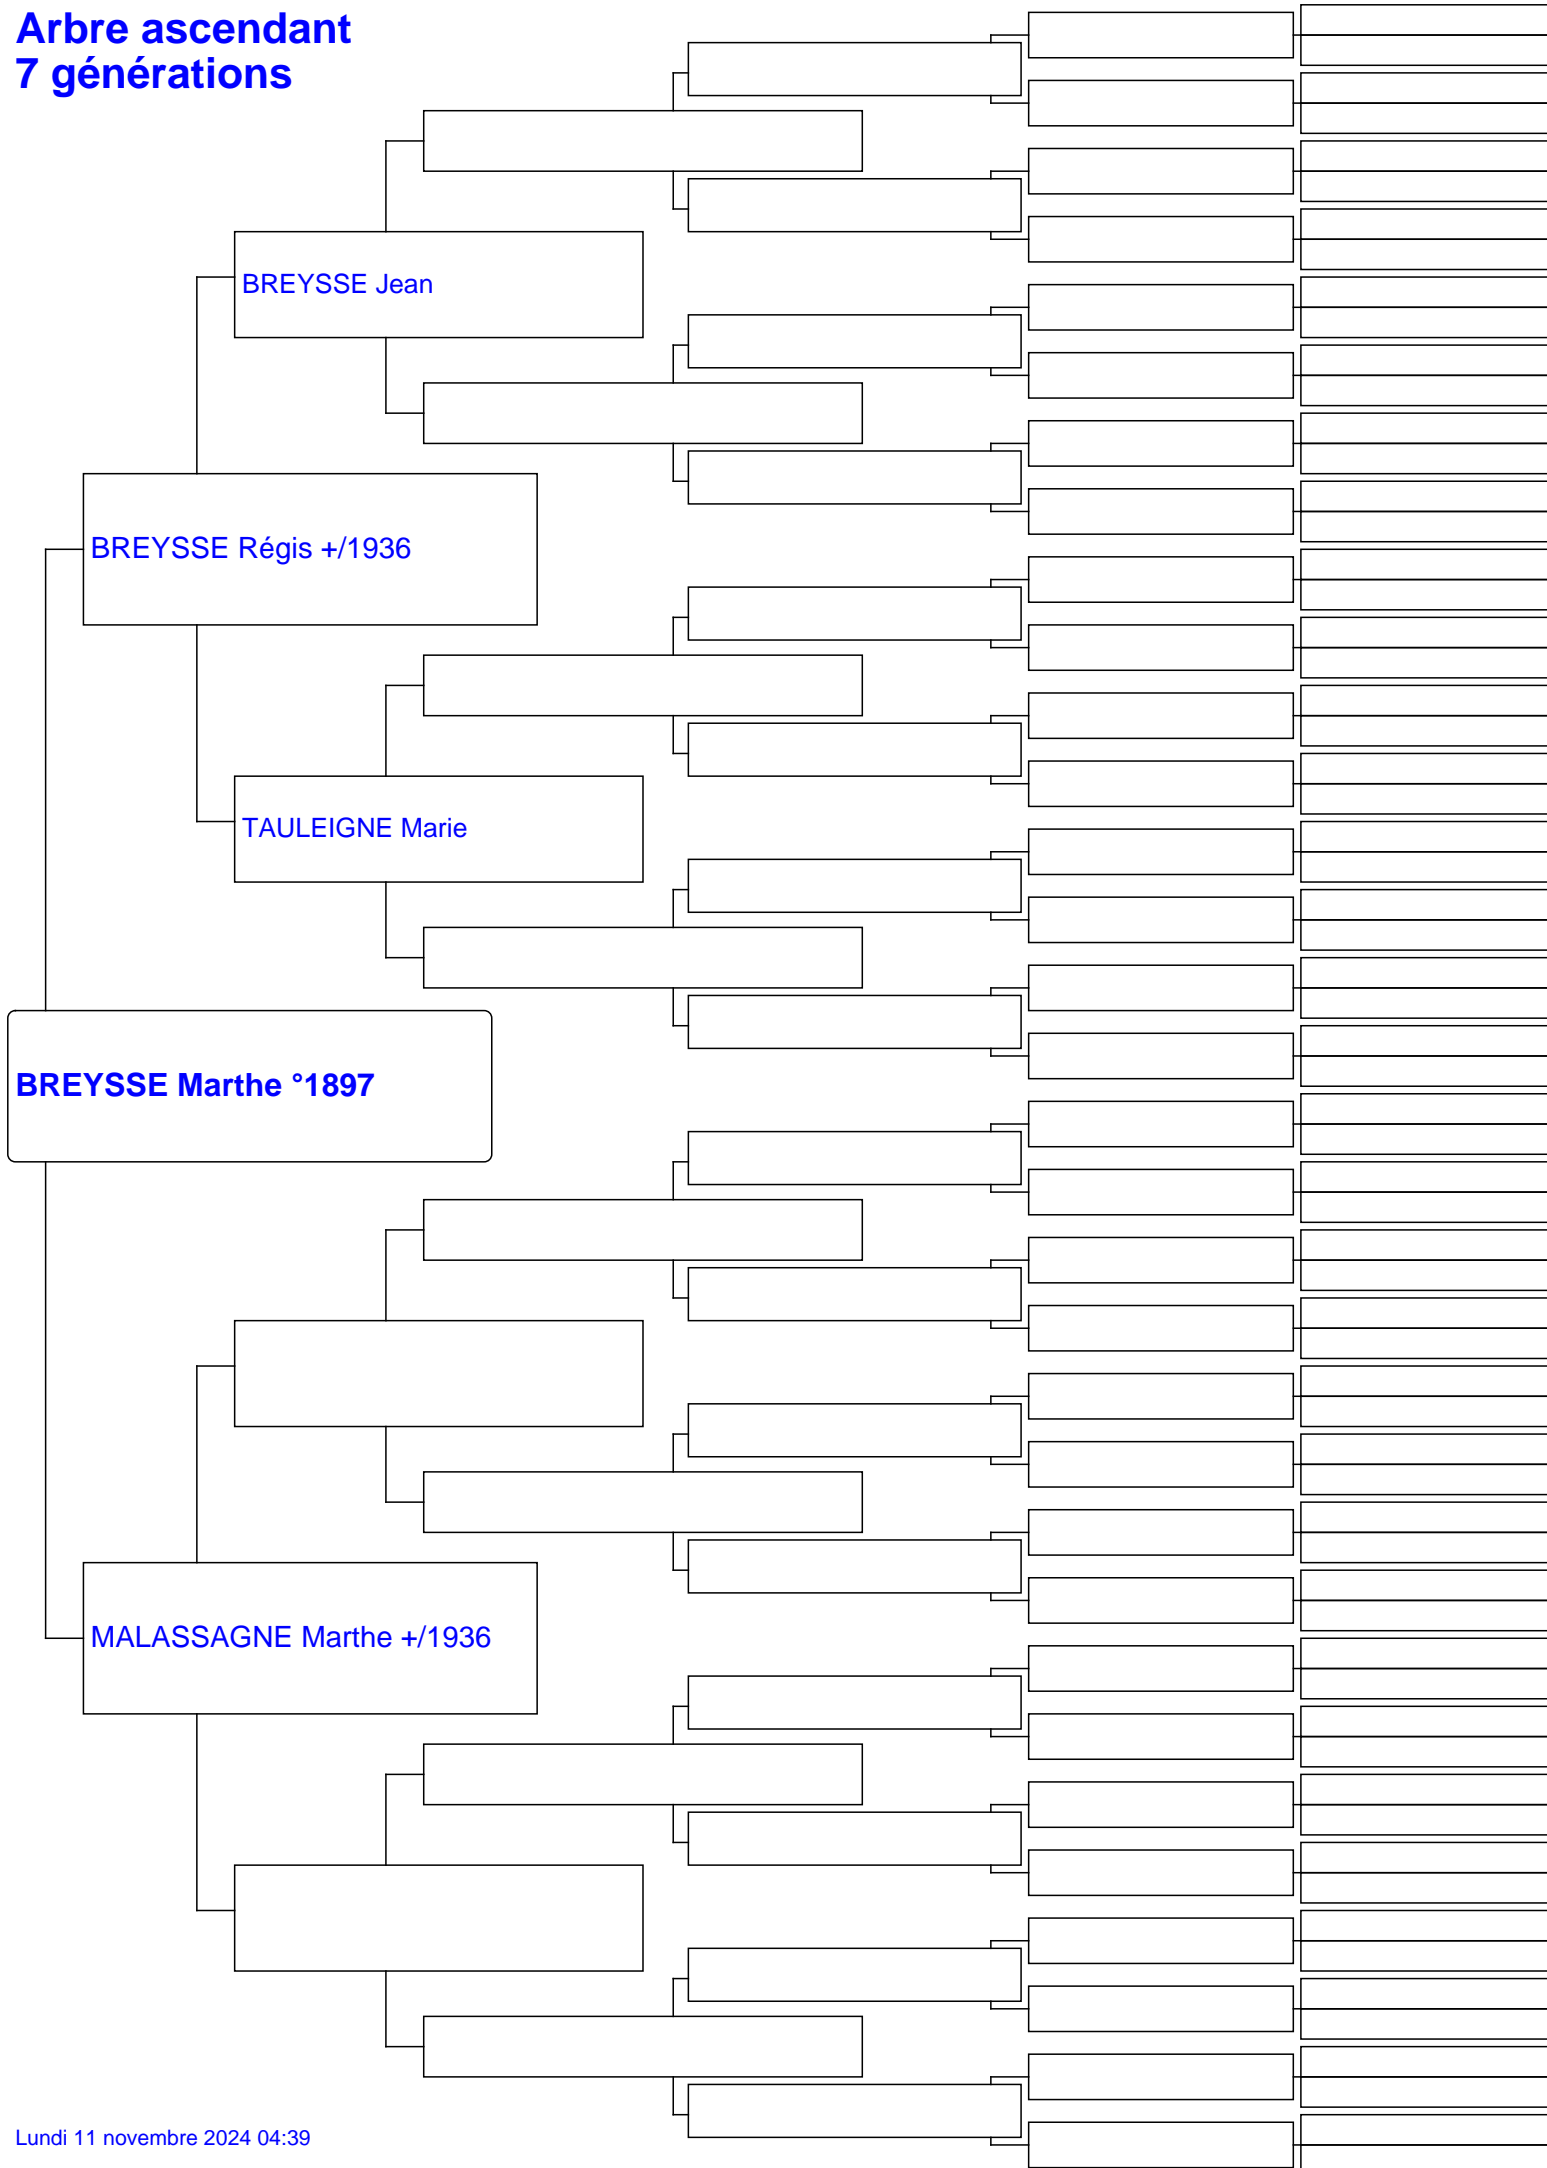 Arbre ascendant
7 générations
BREYSSE Jean
BREYSSE Régis +/1936
TAULEIGNE Marie
BREYSSE Marthe °1897
MALASSAGNE Marthe +/1936
Lundi 11 novembre 2024 04:39